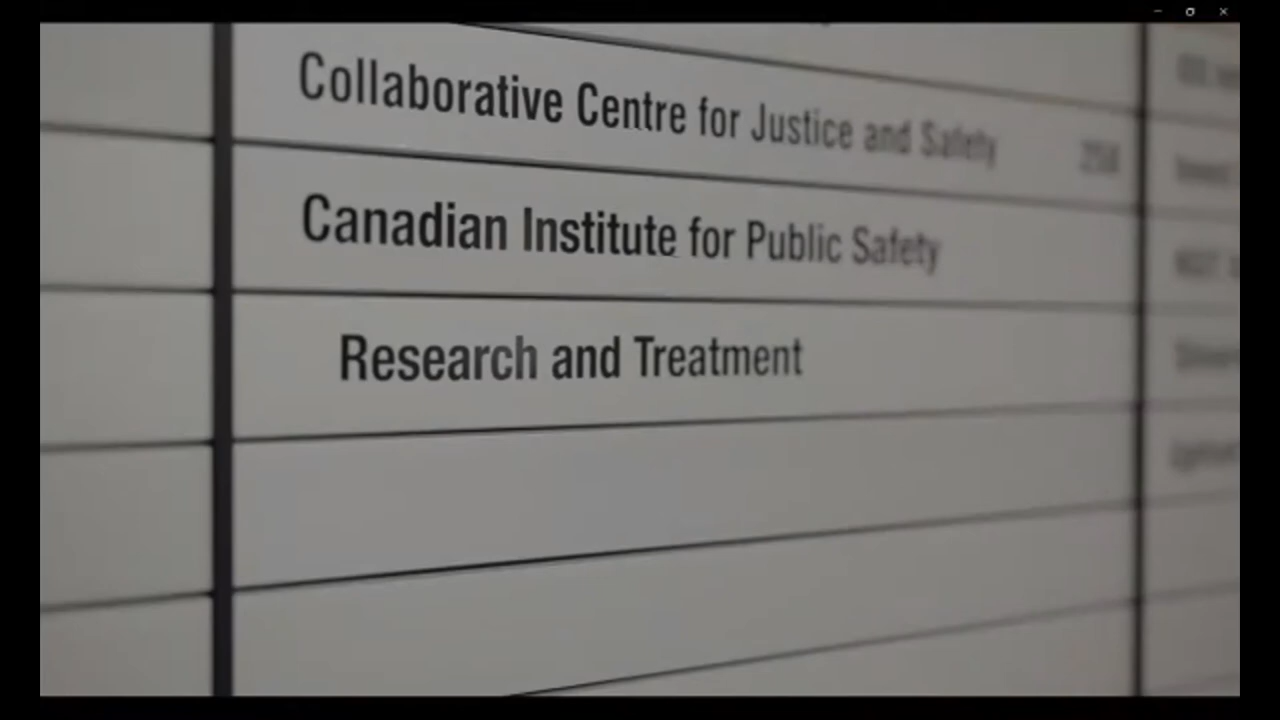 Collaborative Centre for Justice and Safety
Canadian Institute for Public Safety
Research and Treatment